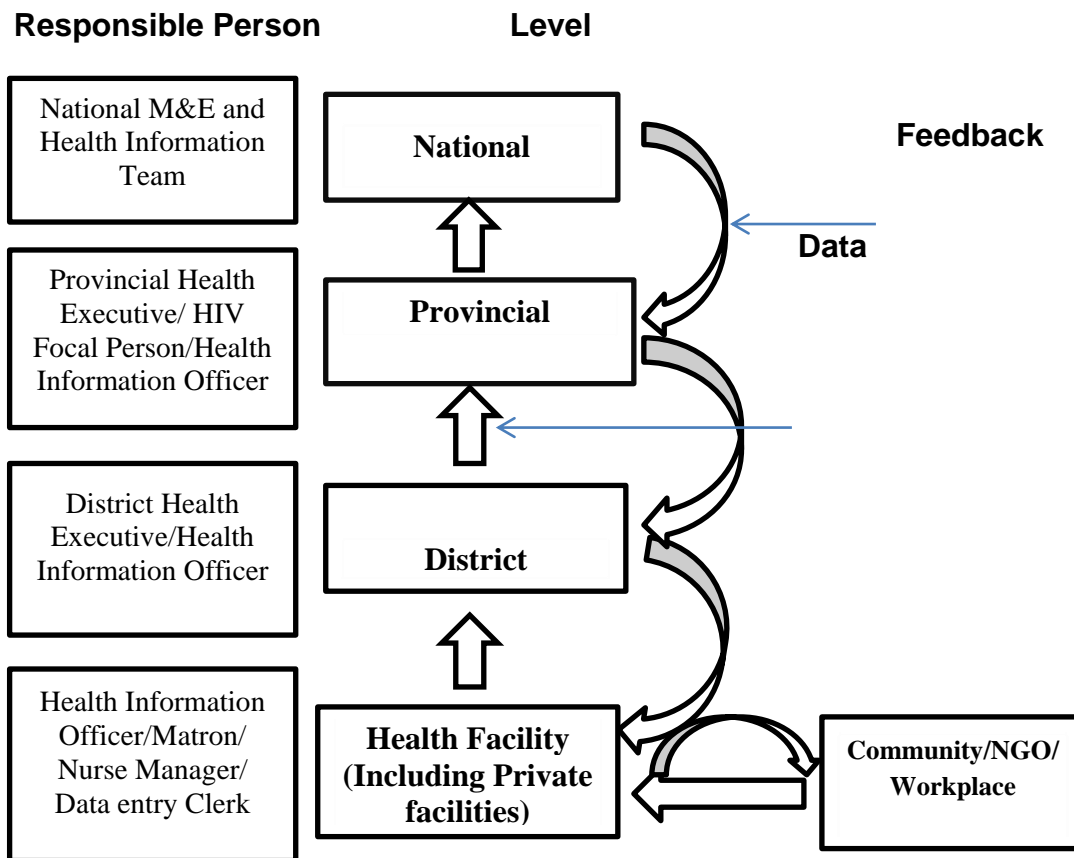 Responsible Person
Level
National M&E and
Health Information
Team
National
Feedback
Data
Provincial Health
Executive/ HIV
Focal Person/Health
Information Officer
Provincial
District Health
Executive/Health
Information Officer
District
Health Information
Officer/Matron/
Nurse Manager/
Data entry Clerk
Health Facility
(Including Private
facilities)
Community/NGO/
Workplace